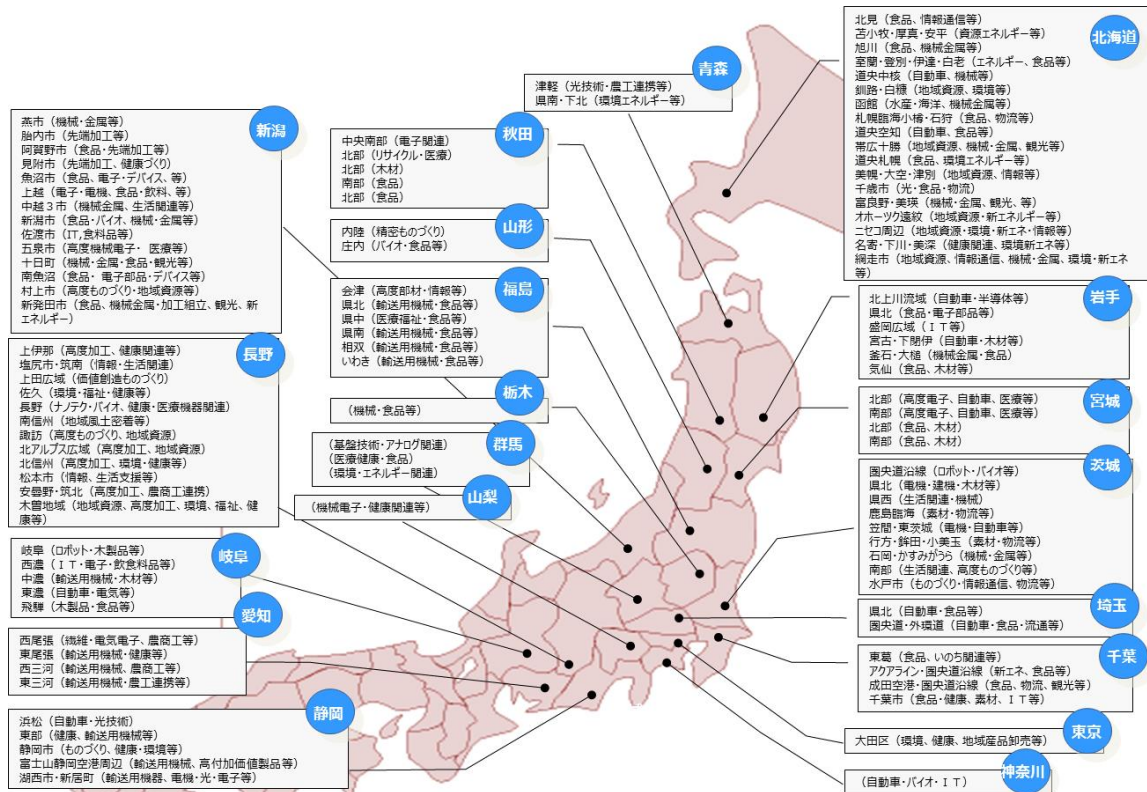 北海道
北見（食品、情報通信等）
苫小牧・厚真・安平（資源エネルギー等）
旭川（食品、機械金属等）
室蘭・登別・伊達・白老（エネルギー、食品等）
道央中核（自動車、機械等）
釧路・白糠（地域資源、環境等）
函館（水産・海洋、機械金属等）
札幌臨海小樽・石狩（食品、物流等）
道央空知（自動車、食品等）
帯広十勝（地域資源、機械・金属、観光等）
道央札幌（食品、環境エネルギー等）
美幌・大空・津別（地域資源、情報等）
千歳市（光・食品・物流）
富良野・美瑛（機械・金属、観光、等）
オホーツク遠紋（地域資源・新エネルギー等）
ニセコ周辺（地域資源・環境・新エネ・情報等）
名寄・下川・美深（健康関連、環境新エネ等）
網走市（地域資源、情報通信、機械・金属、環境・新エネ
等）
青森
津軽（光技術・農工連携等）
県南・下北（環境エネルギー等）
新潟
燕市（機械・金属等）
胎内市（先端加工等）
阿賀野市（食品・先端加工等）
見附市（先端加工、健康づくり）
魚沼市（食品、電子・デバイス、等）
上越（電子・電機、食品・飲料、等）
中越３市（機械金属、生活関連等）
新潟市（食品・バイオ、機械・金属等）
佐渡市（IT,食料品等）
五泉市（高度機械電子・ 医療等）
十日町（機械・金属・食品・観光等）
南魚沼（食品・ 電子部品・デバイス等）
村上市（高度ものづくり・地域資源等）
新発田市（食品、機械金属・加工組立、観光、新
エネルギー）
秋田
中央南部（電子関連）
北部（リサイクル・医療）
北部（木材）
南部（食品）
北部（食品）
山形
内陸（精密ものづくり）
庄内（バイオ・食品等）
福島
会津（高度部材・情報等）
県北（輸送用機械・食品等）
県中（医療福祉・食品等）
県南（輸送用機械・食品等）
相双（輸送用機械・食品等）
いわき（輸送用機械・食品等）
岩手
北上川流域（自動車・半導体等）
県北（食品・電子部品等）
盛岡広域（ＩＴ等）
宮古・下閉伊（自動車・木材等）
釜石・大槌（機械金属・食品）
気仙（食品、木材等）
長野
上伊那（高度加工、健康関連等）
塩尻市・筑南（情報・生活関連）
上田広域（価値創造ものづくり）
佐久（環境・福祉・健康等）
長野（ナノテク・バイオ、健康・医療機器関連）
南信州（地域風土密着等）
諏訪（高度ものづくり、地域資源）
北アルプス広域（高度加工、地域資源）
北信州（高度加工、環境・健康等）
松本市（情報、生活支援等）
安曇野・筑北（高度加工、農商工連携）
木曽地域（地域資源、高度加工、環境、福祉、健
康等）
栃木
（機械・食品等）
群馬
（基盤技術・アナログ関連）
（医療健康・食品）
（環境・エネルギー関連）
山梨
（機械電子・健康関連等）
宮城
北部（高度電子、自動車、医療等）
南部（高度電子、自動車、医療等）
北部（食品、木材）
南部（食品、木材）
茨城
圏央道沿線（ロボット・バイオ等）
県北（電機・建機・木材等）
県西（生活関連・機械）
鹿島臨海（素材・物流等）
笠間・東茨城（電機・自動車等）
行方・鉾田・小美玉（素材・物流等）
石岡・かすみがうら（機械・金属等）
南部（生活関連、高度ものづくり等）
水戸市（ものづくり・情報通信、物流等）
岐阜
岐阜（ロボット・木製品等）
西濃（ＩＴ・電子・飲食料品等）
中濃（輸送用機械・木材等）
東濃（自動車・電気等）
飛騨（木製品・食品等）
愛知
西尾張（繊維・電気電子、農商工等）
東尾張（輸送用機械・健康等）
西三河（輸送用機械、農商工等）
東三河（輸送用機械・農工連携等）
埼玉
県北（自動車・食品等）
圏央道・外環道（自動車・食品・流通等）
千葉
東葛（食品、いのち関連等）
アクアライン・圏央道沿線（新エネ、食品等）
成田空港・圏央道沿線（食品、物流、観光等）
千葉市（食品・健康、素材、ＩＴ等）
静岡
浜松（自動車・光技術）
東部（健康、輸送用機械等）
静岡市（ものづくり、健康・環境等）
富士山静岡空港周辺（輸送用機械、高付加価値製品等）
湖西市・新居町（輸送用機器、電機・光・電子等）
東京
大田区（環境、健康、地域産品卸売等）
神奈川
（自動車・バイオ・ＩＴ）